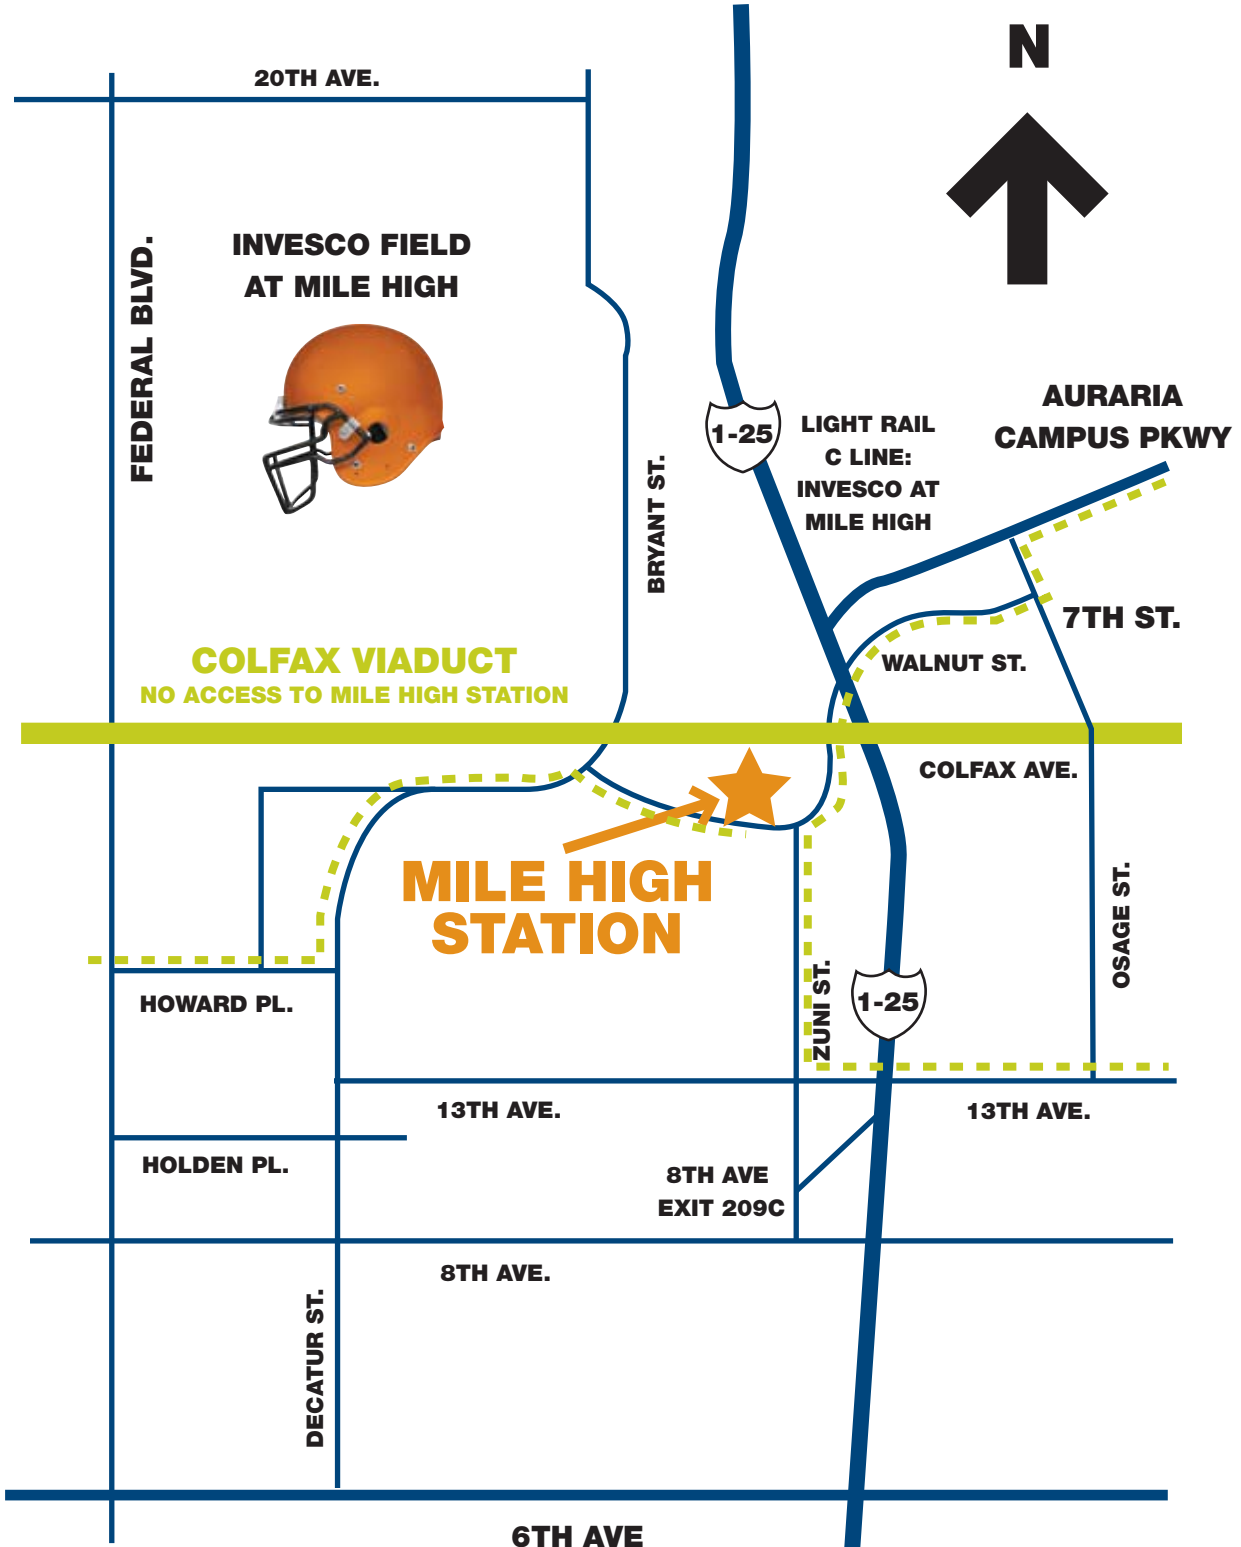 N
20TH AVE.
INVESCO FIELD
AT MILE HIGH
FEDERAL BLVD.
1-25
LIGHT RAIL
C LINE:
INVESCO AT
MILE HIGH
AURARIA
CAMPUS PKWY
BRYANT ST.
7TH ST.
WALNUT ST.
COLFAX VIADUCT
NO ACCESS TO MILE HIGH STATION
COLFAX AVE.
MILE HIGH
STATION
OSAGE ST.
ZUNI ST.
1-25
HOWARD PL.
13TH AVE.
13TH AVE.
HOLDEN PL.
8TH AVE
EXIT 209C
8TH AVE.
DECATUR ST.
6TH AVE